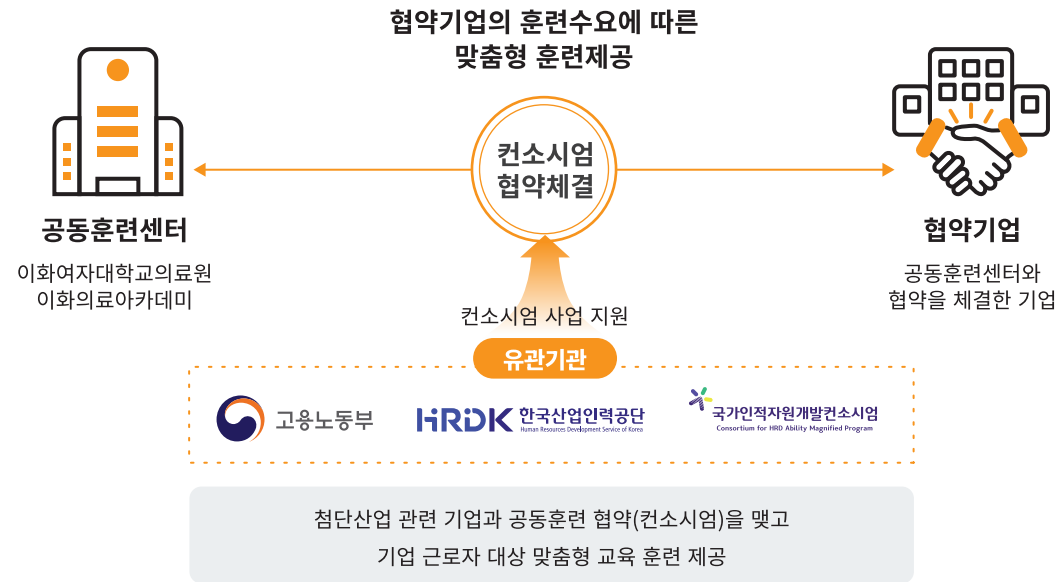 협약기업의 훈련수요에 따른
맞춤형 훈련제공
컨소시엄
협약체결
공동훈련센터
이화여자대학교의료원
이화의료아카데미
협약기업
공동훈련센터와
협약을 체결한 기업
컨소시엄 사업 지원
유관기관
고용노동부
HRDK 한국산업인력공단
Human Resources Development Service of Korea
국가인적자원개발컨소시엄
Consortium for HRD Ability Magnified Program
첨단산업 관련 기업과 공동훈련 협약(컨소시엄)을 맺고
기업 근로자 대상 맞춤형 교육 훈련 제공